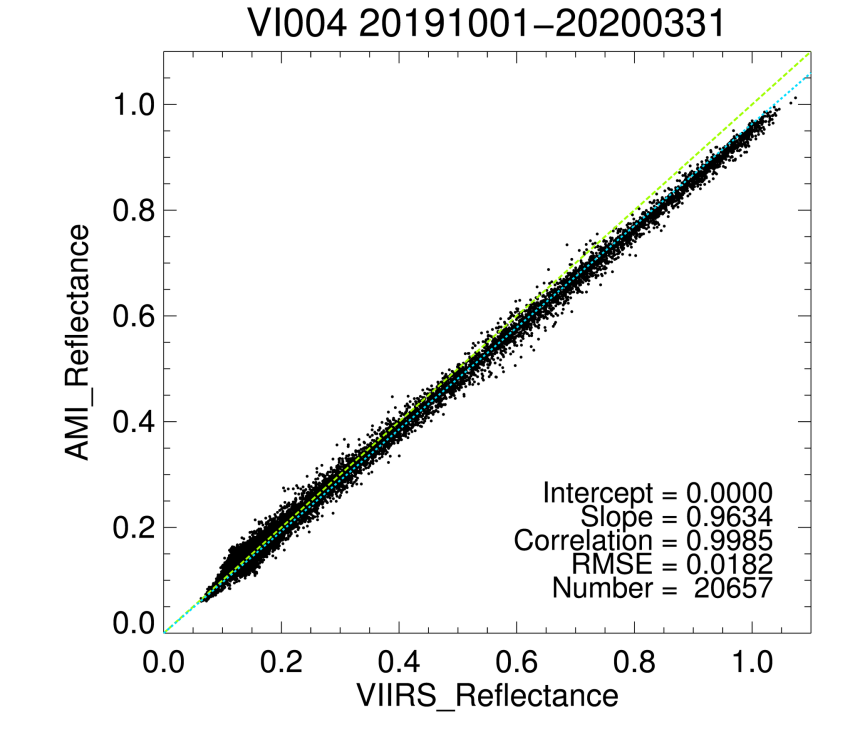 VI004 20191001−20200331
1.0
0.8
0.6
0.4
0.2
0.0
AMI_Reflectance
Intercept = 0.0000
Slope = 0.9634
Correlation = 0.9985
RMSE = 0.0182
Number = 20657
0.0 0.2 0.4 0.6 0.8 1.0
VIIRS_Reflectance